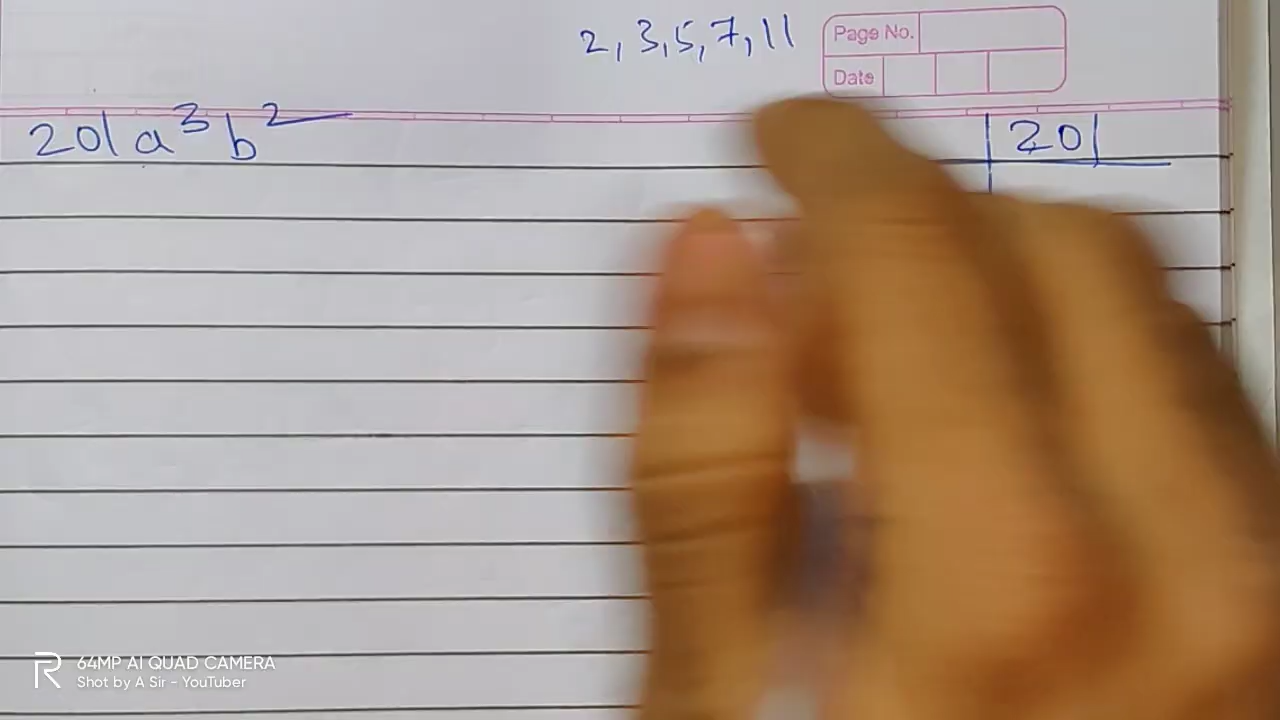 2, 3, 5, 7, 11
Page No.
Date
201 a³ b²
201
64MP AI QUAD CAMERA
Shot by A Sir - YouTuber